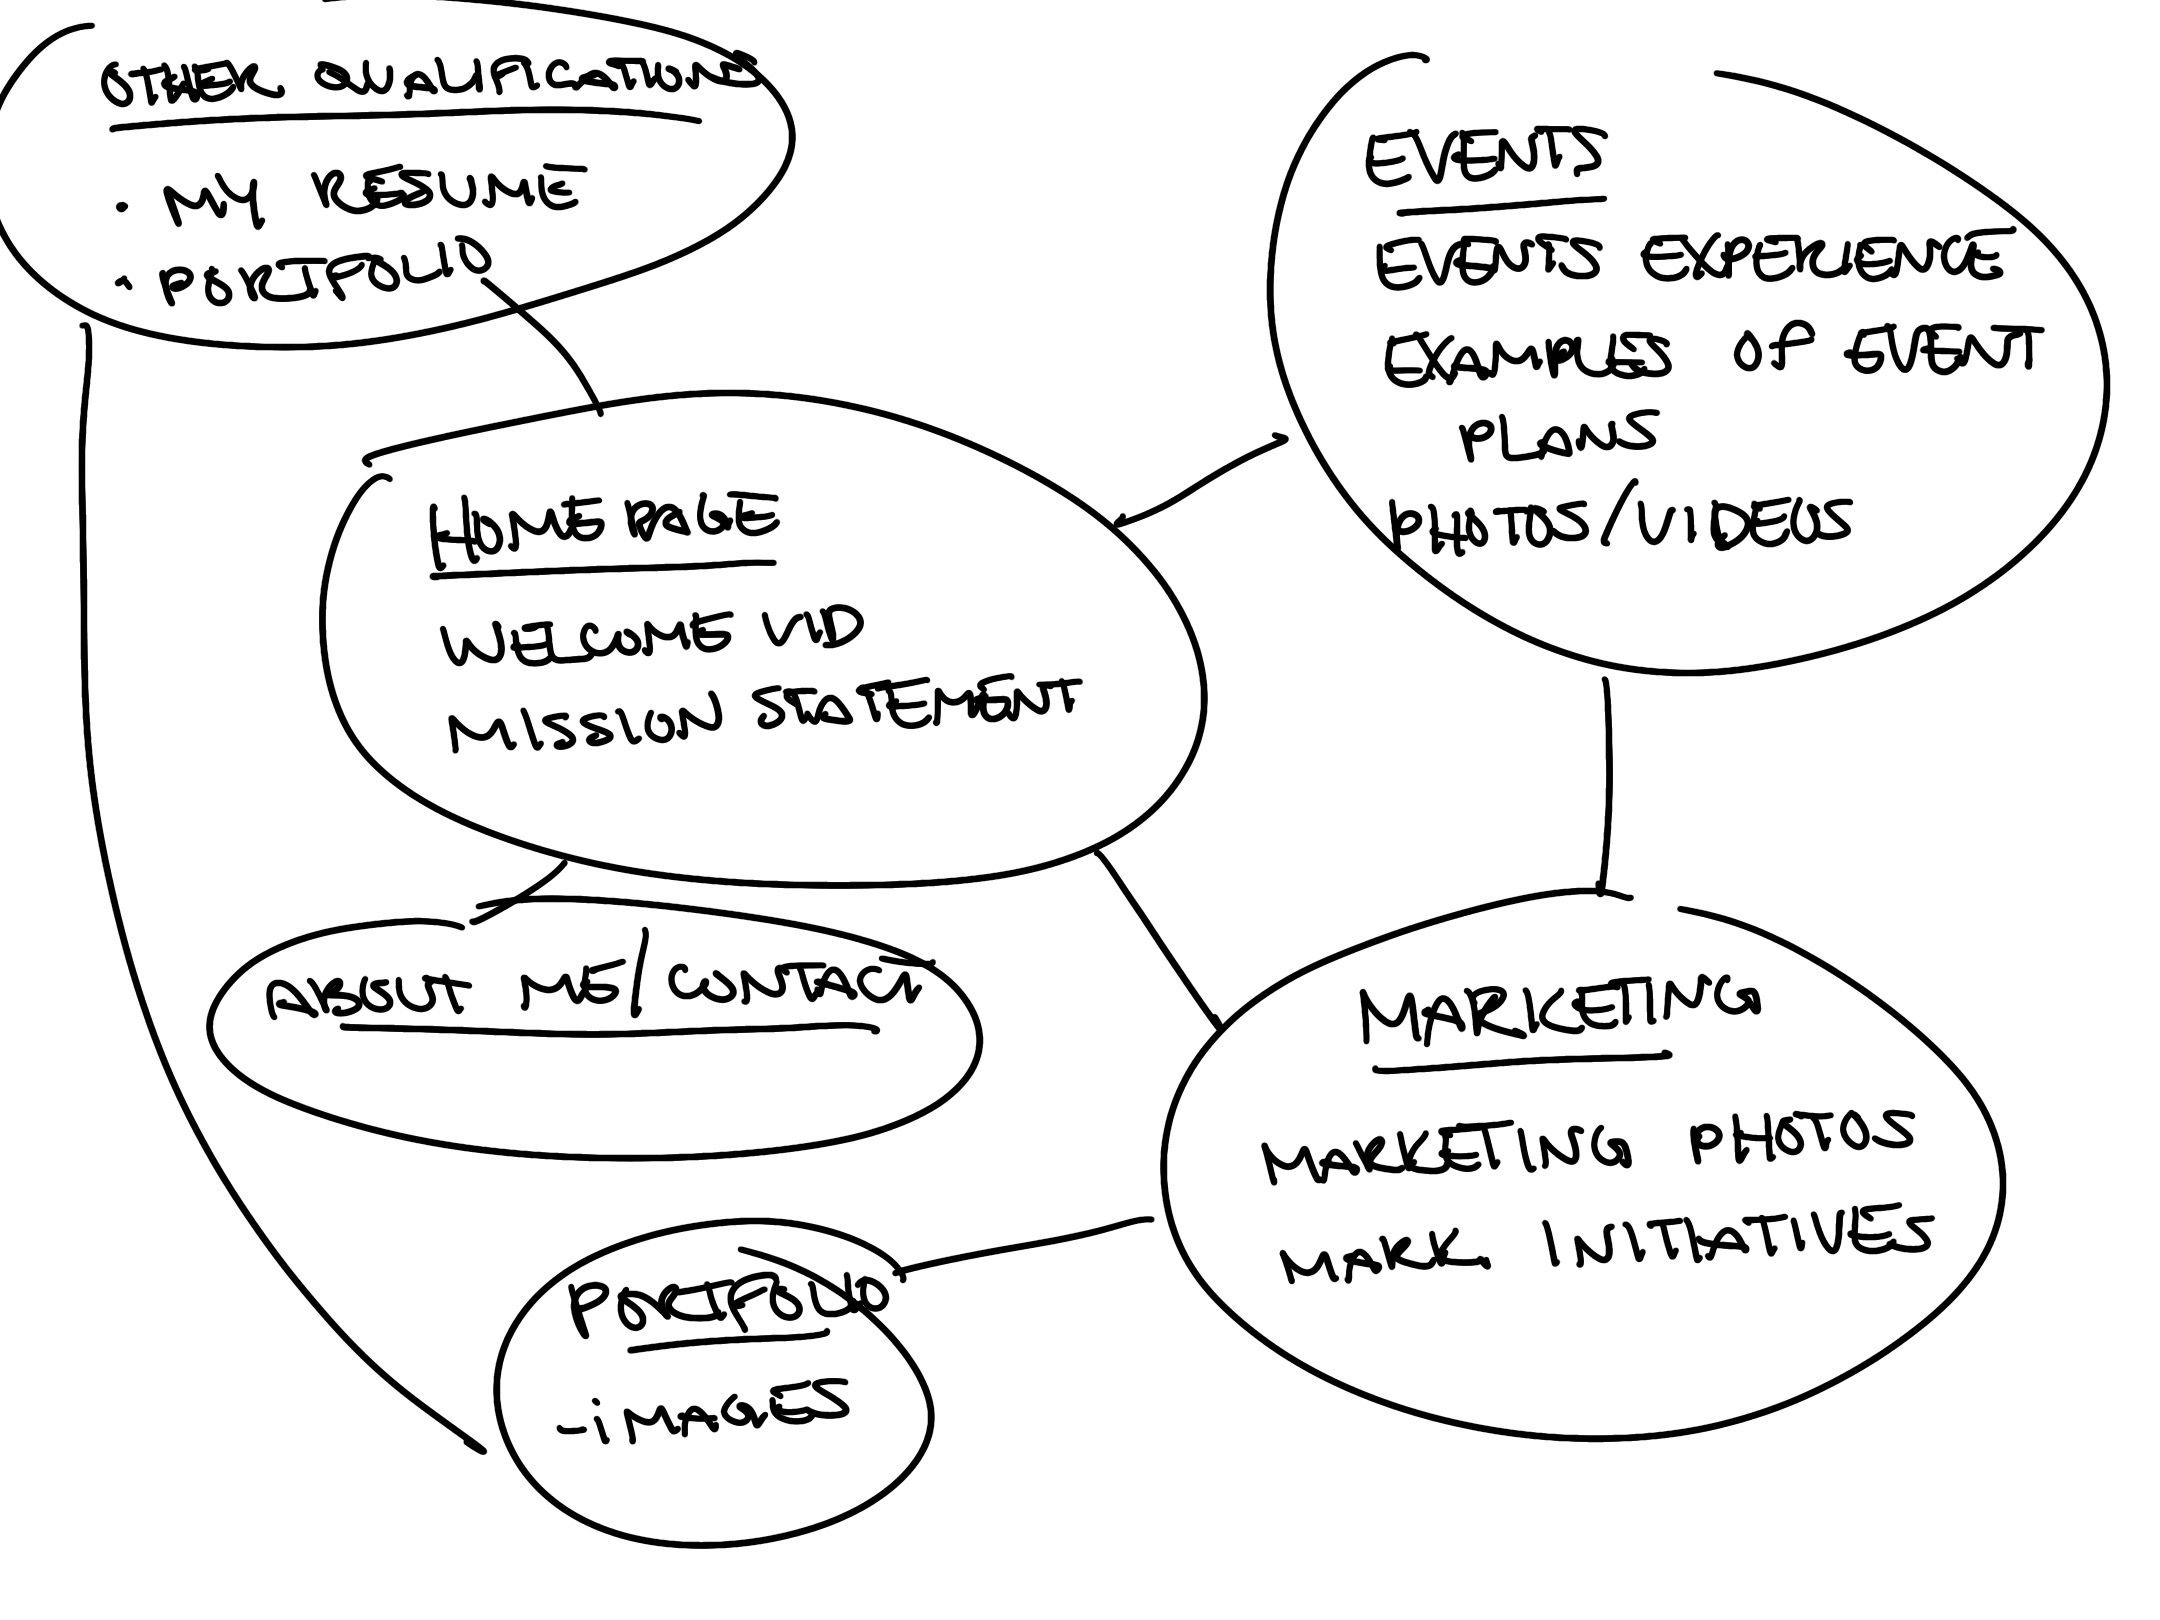 OTHER QUALIFICATIONS
· MY RESUME
· PORTFOLIO
EVENTS
EVENTS EXPERIENCE
EXAMPLES OF EVENT
PLANS
PHOTOS/VIDEOS
HOME PAGE
WELCOME VID
MISSION STATEMENT
ABOUT ME/CONTACT
MARKETING
MARKETING PHOTOS
MARK. INITIATIVES
PORTFOLIO
-iMAGES